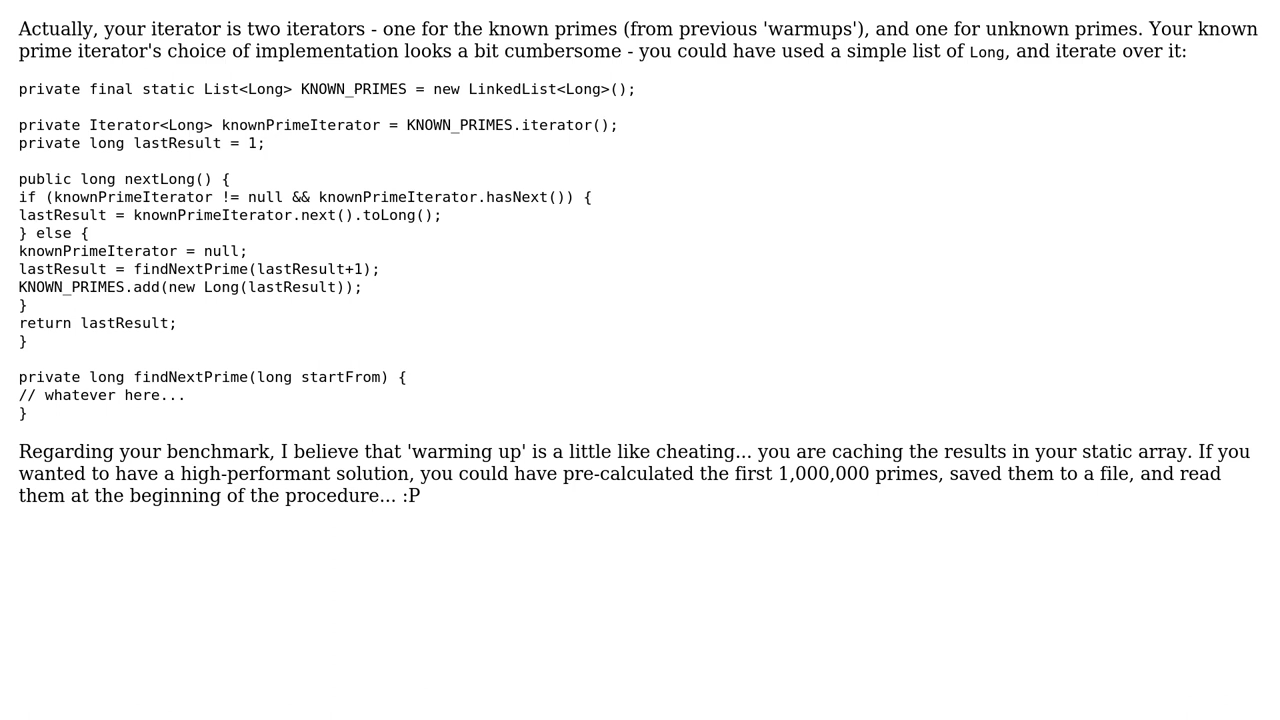 Actually, your iterator is two iterators - one for the known primes (from previous 'warmups'), and one for unknown primes. Your known
prime iterator's choice of implementation looks a bit cumbersome - you could have used a simple list of Long, and iterate over it:
private final static List<Long> KNOWN_PRIMES = new LinkedList<Long>();
private Iterator<Long> knownPrimeIterator = KNOWN_PRIMES.iterator();
private long lastResult = 1;
public long nextLong() {
if (knownPrimeIterator != null && knownPrimeIterator.hasNext()) {
lastResult = knownPrimeIterator.next().toLong();
} else {
knownPrimeIterator = null;
lastResult = findNextPrime(lastResult+1);
KNOWN_PRIMES.add(new Long(lastResult));
}
return lastResult;
}
private long findNextPrime(long startFrom) {
// whatever here...
}
Regarding your benchmark, I believe that 'warming up' is a little like cheating... you are caching the results in your static array. If you
wanted to have a high-performant solution, you could have pre-calculated the first 1,000,000 primes, saved them to a file, and read
them at the beginning of the procedure... :P